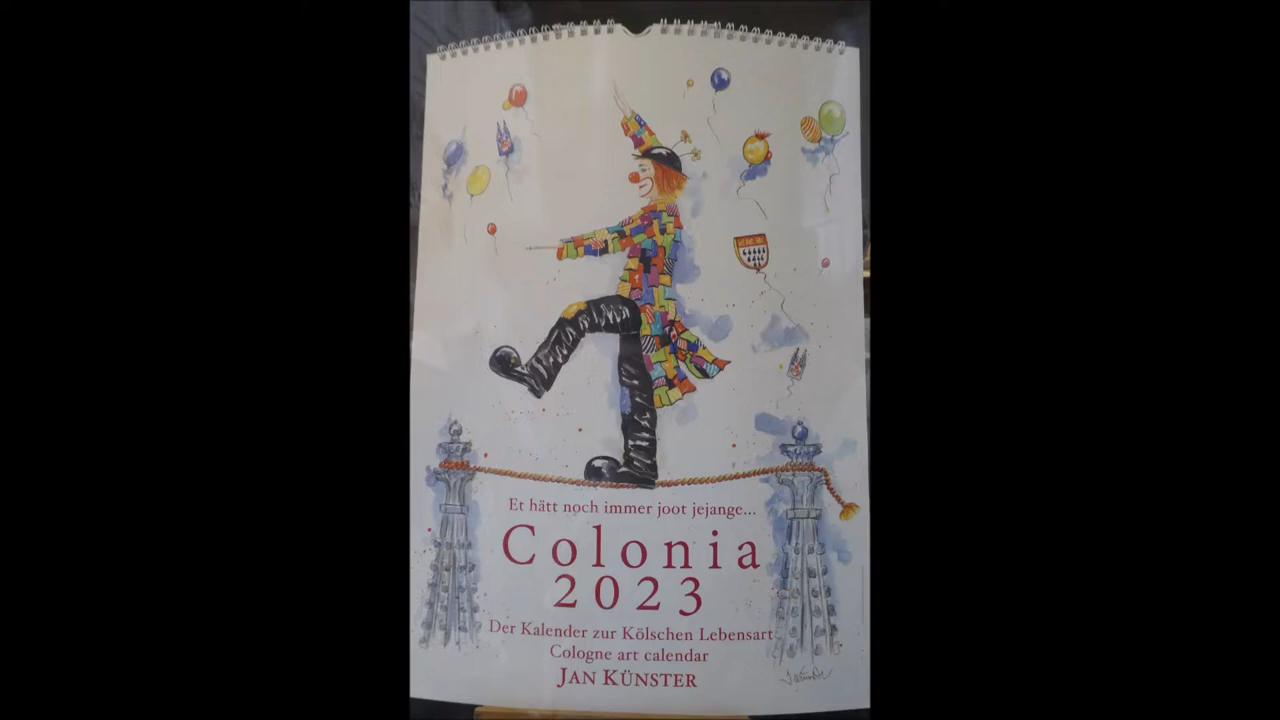 Et hätt noch immer joot jejange...
Colonia
2023
Der Kalender zur Kölschen Lebensart
Cologne art calendar
JAN KÜNSTER